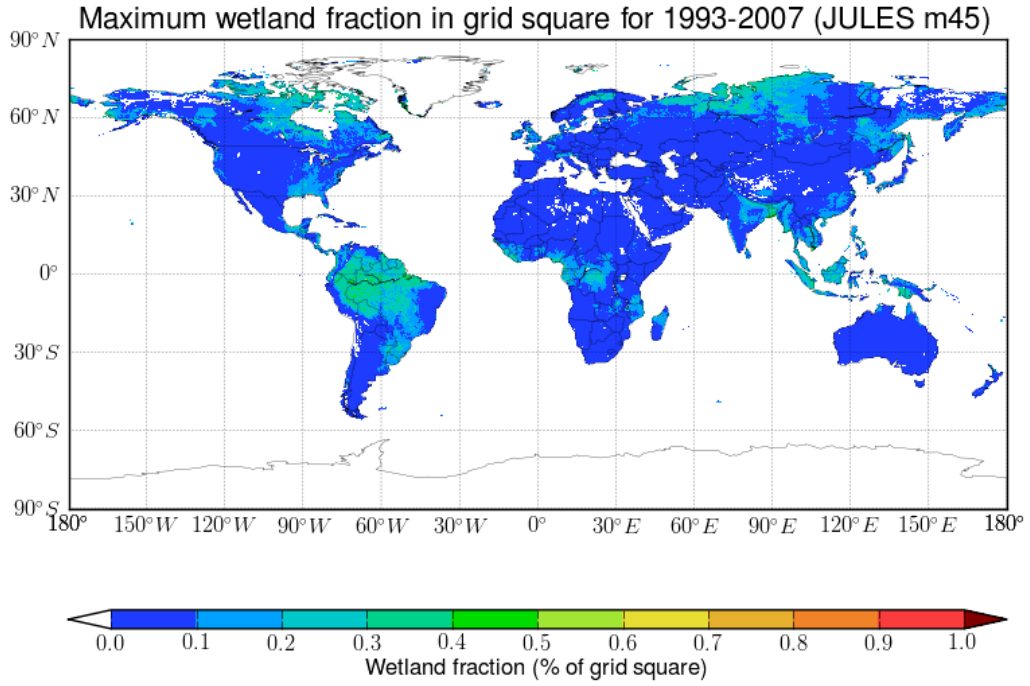 Maximum wetland fraction in grid square for 1993-2007 (JULES m45)
90°N
60°N
30°N
0°
30°S
60°S
90°S
180° 150°W 120°W 90°W 60°W 30°W 0° 30°E 60°E 90°E 120°E 150°E 180°
0.0 0.1 0.2 0.3 0.4 0.5 0.6 0.7 0.8 0.9 1.0
Wetland fraction (% of grid square)